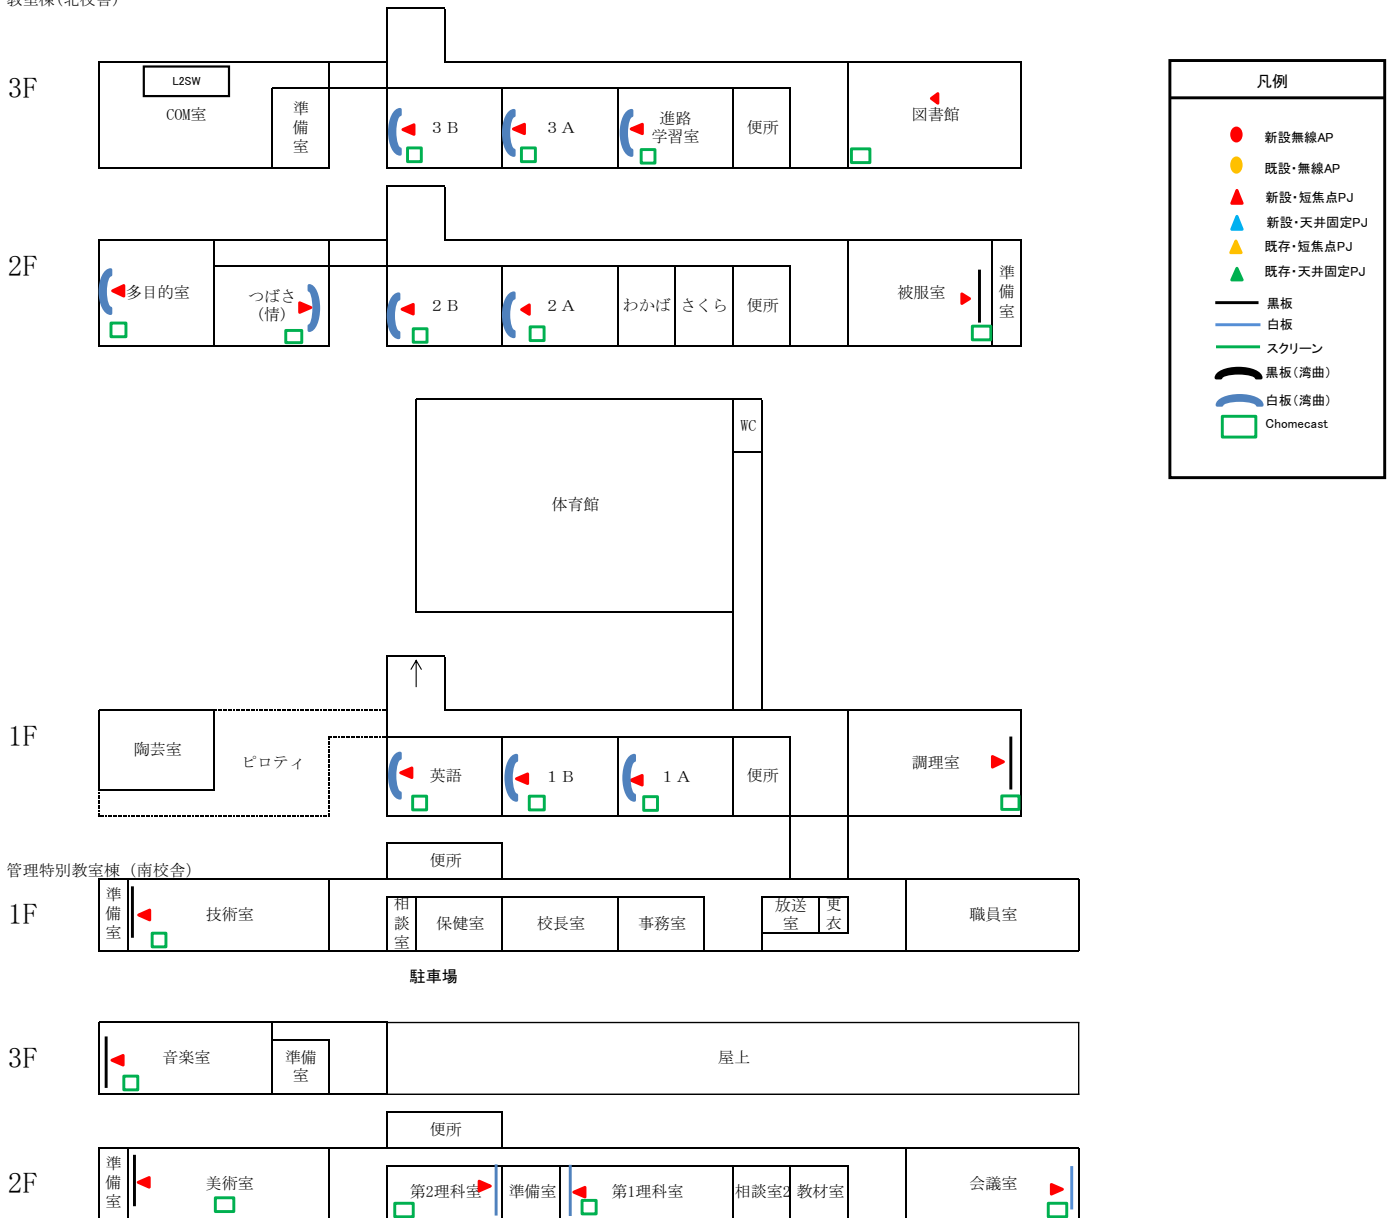 教室棟(北校舎)
3F
L2SW
COM室
準備室
3B
3A
進路
学習室
便所
図書館
凡例
新設無線AP
既設・無線AP
新設・短焦点PJ
新設・天井固定PJ
既存・短焦点PJ
既存・天井固定PJ
黒板
白板
スクリーン
黒板(湾曲)
白板(湾曲)
Chomecast
2F
多目的室
つばさ
(情)
2B
2A
わかば
さくら
便所
被服室
準備室
WC
体育館
1F
陶芸室
ピロティ
英語
1B
1A
便所
調理室
管理特別教室棟 (南校舎)
便所
1F
準備室
技術室
相談室
保健室
校長室
事務室
放送
室
更衣
職員室
駐車場
3F
音楽室
準備
室
屋上
便所
2F
準備室
美術室
第2理科室
準備室
第1理科室
相談室2
教材室
会議室